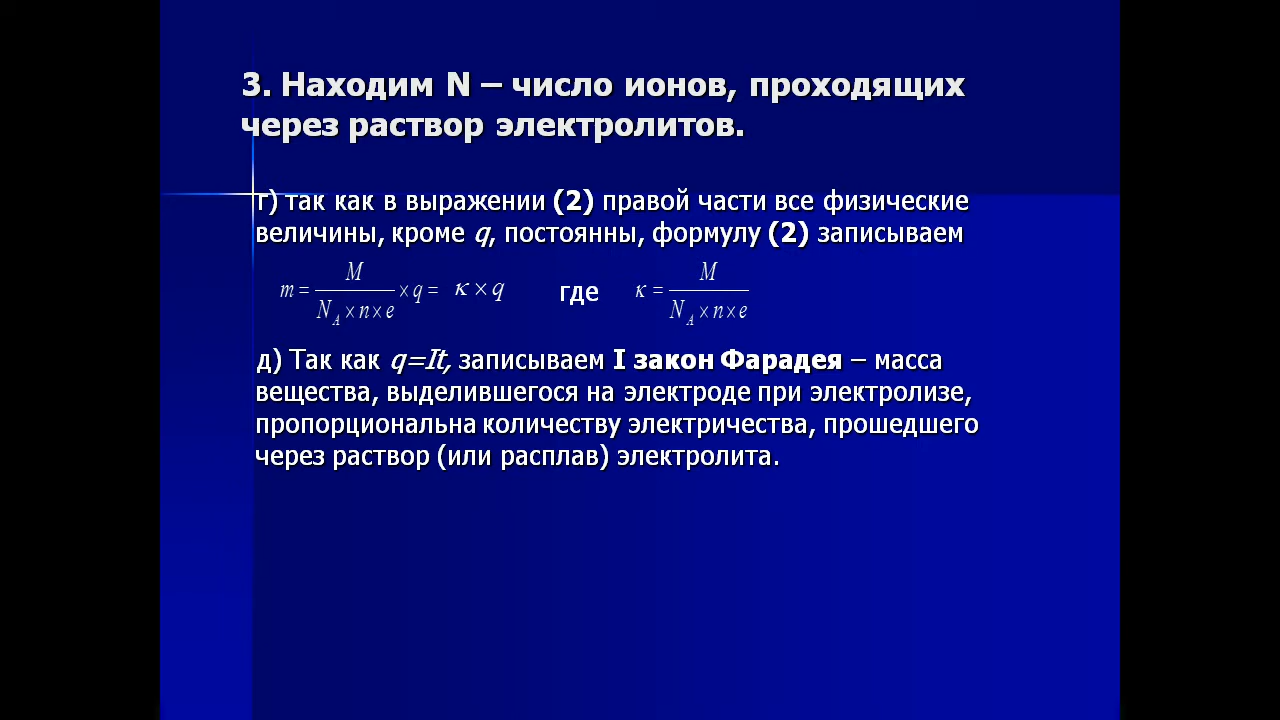 3. Находим N – число ионов, проходящих
через раствор электролитов.
г) так как в выражении (2) правой части все физические
величины, кроме q, постоянны, формулу (2) записываем
m = M / (N_A × n × e) × q = к × q где к = M / (N_A × n × e)
д) Так как q=It, записываем I закон Фарадея – масса
вещества, выделившегося на электроде при электролизе,
пропорциональна количеству электричества, прошедшего
через раствор (или расплав) электролита.